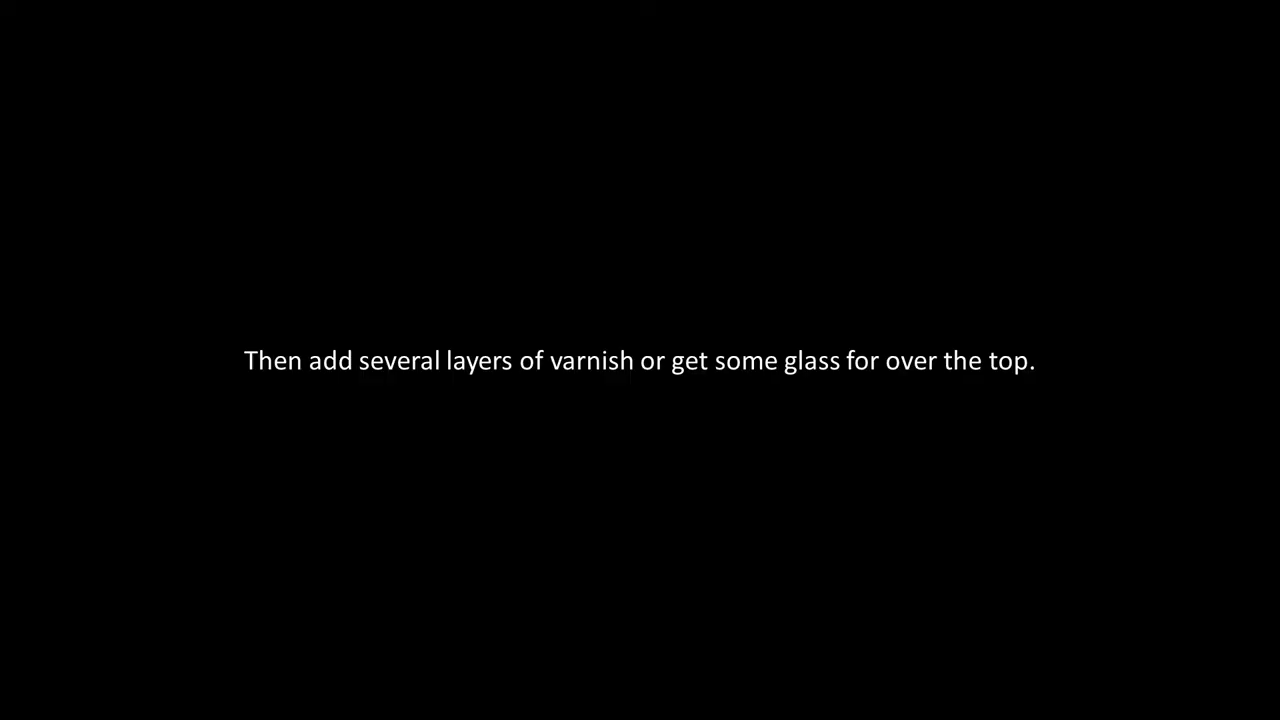 Then add several layers of varnish or get some glass for over the top.